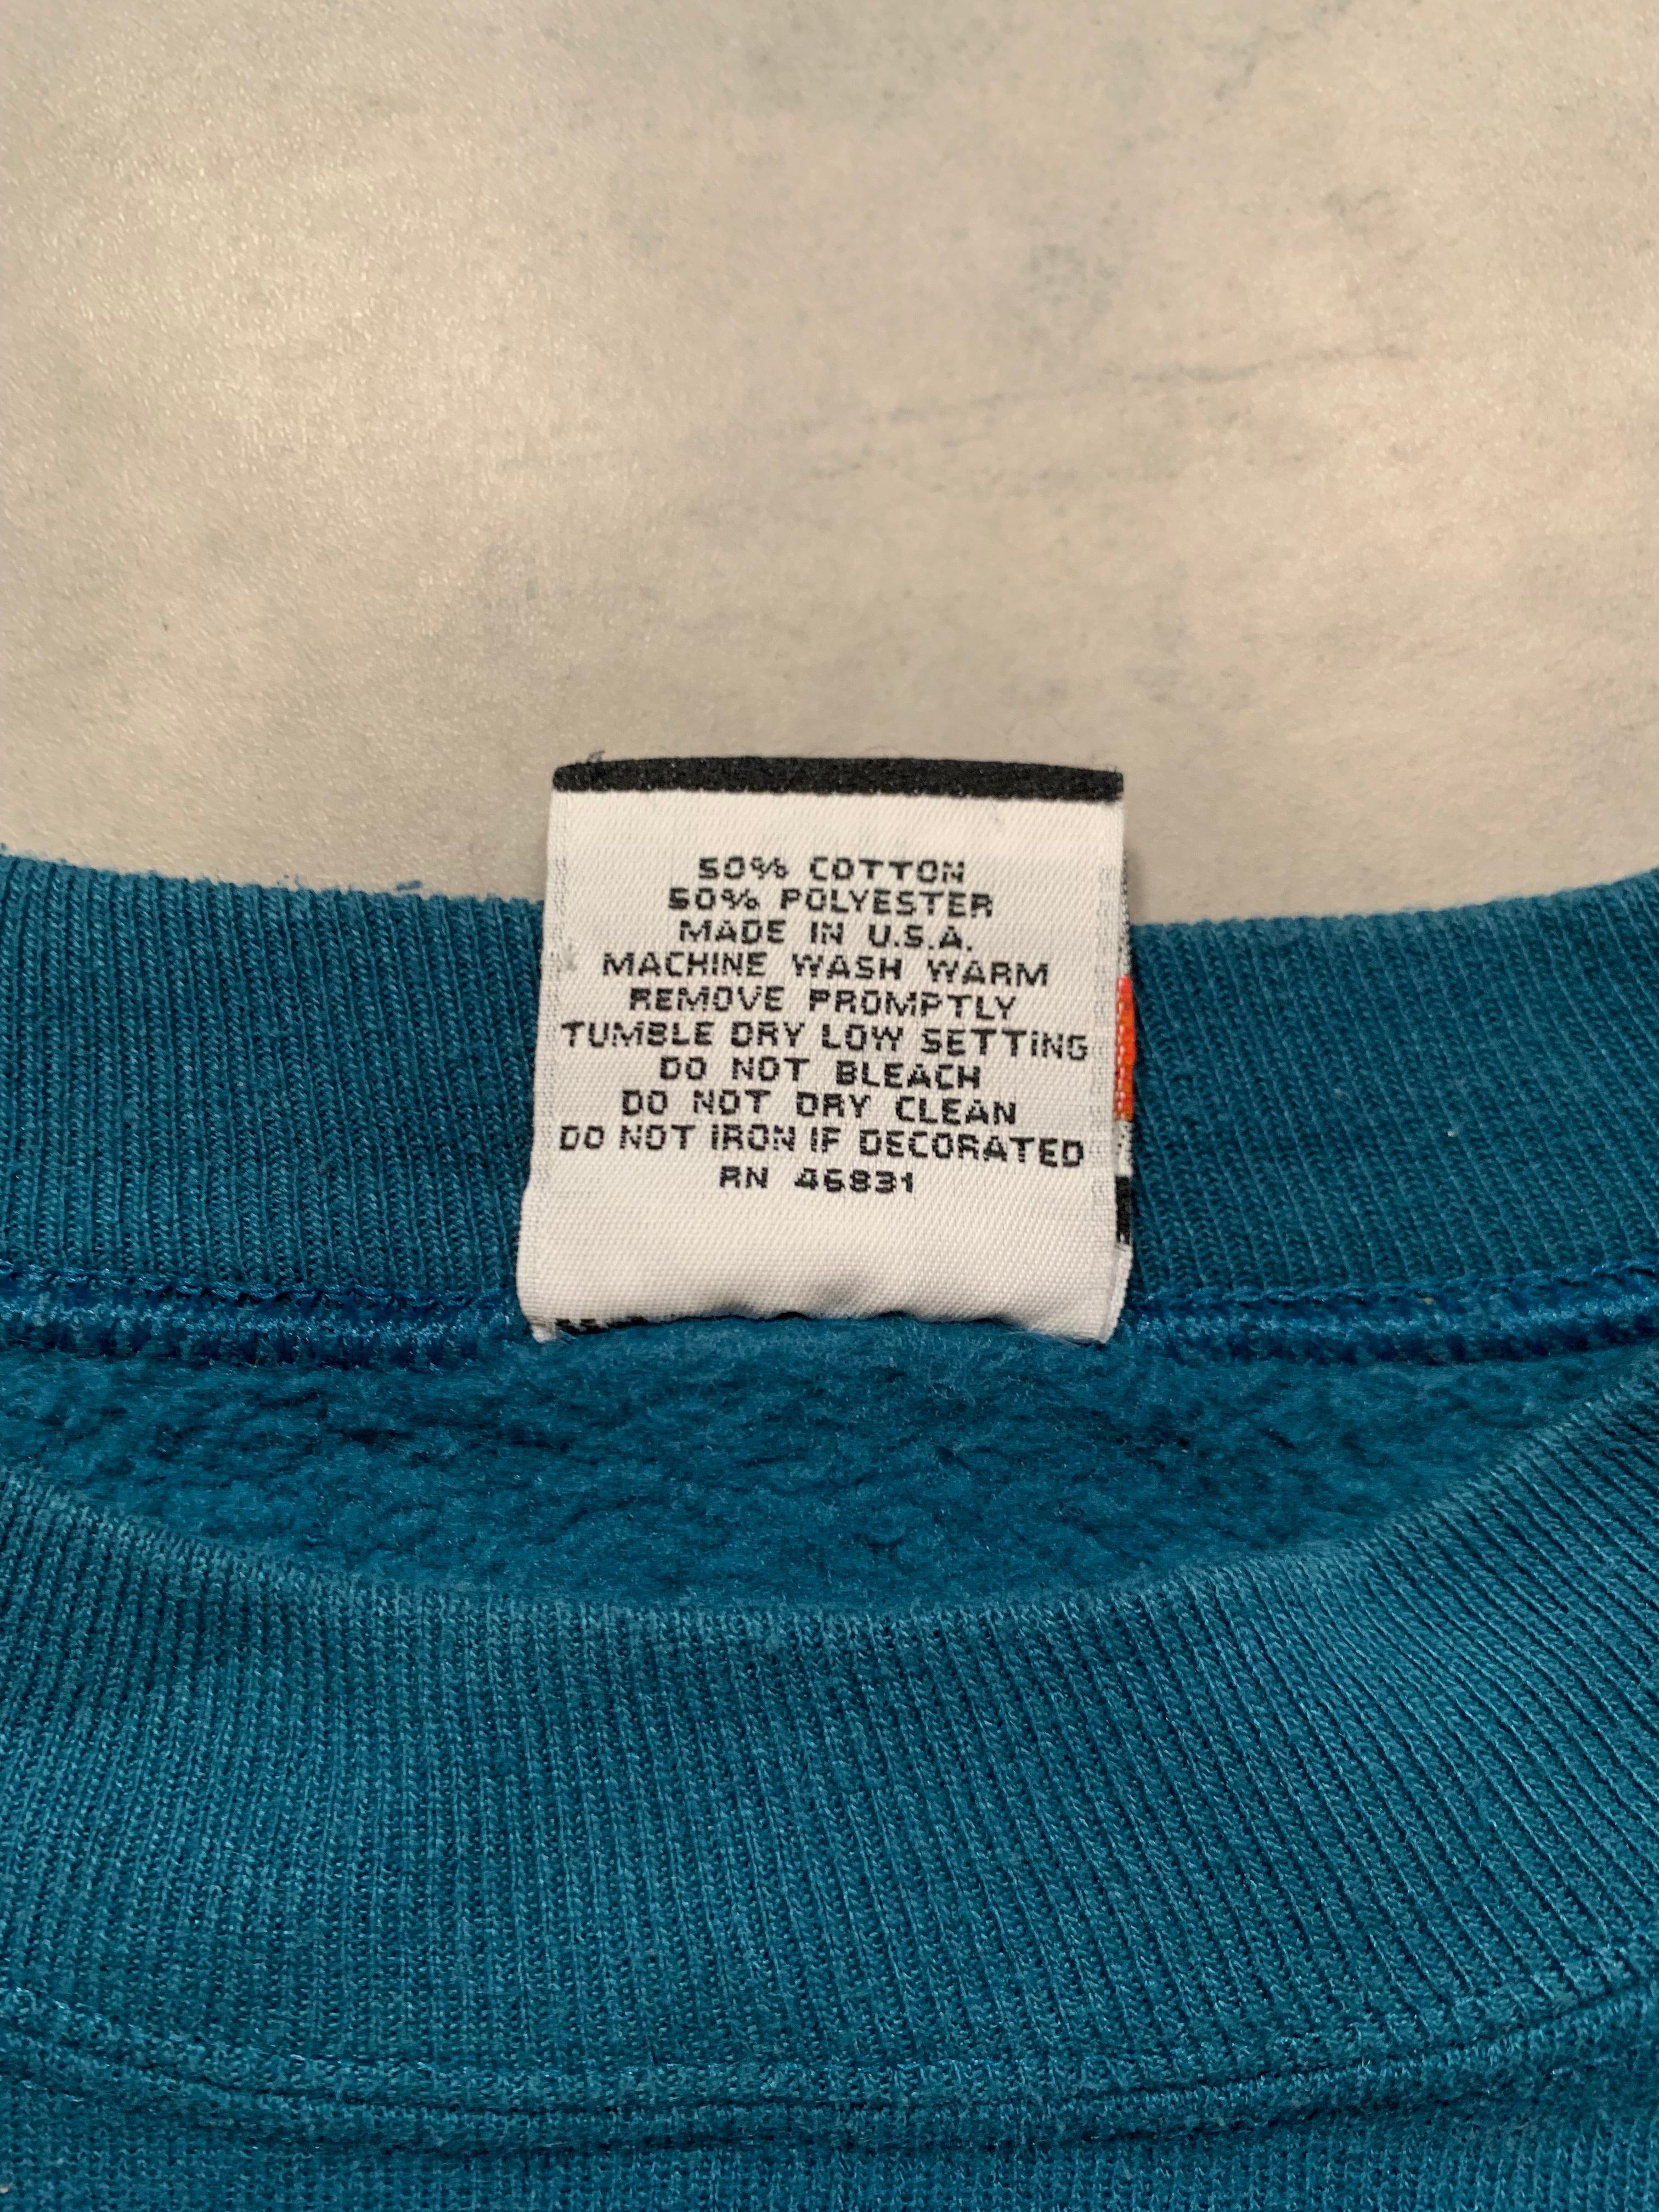 50% COTTON
50% POLYESTER
MADE IN U.S.A.
MACHINE WASH WARM
REMOVE PROMPTLY
TUMBLE DRY LOW SETTING
DO NOT BLEACH
DO NOT DRY CLEAN
DO NOT IRON IF DECORATED
RN 46831